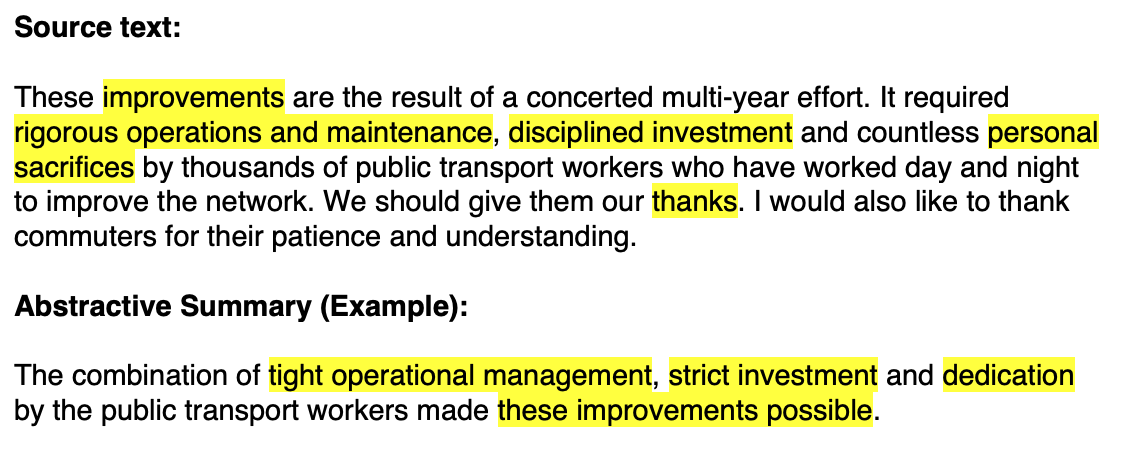 Source text:
These improvements are the result of a concerted multi-year effort. It required
rigorous operations and maintenance, disciplined investment and countless personal
sacrifices by thousands of public transport workers who have worked day and night
to improve the network. We should give them our thanks. I would also like to thank
commuters for their patience and understanding.
Abstractive Summary (Example):
The combination of tight operational management, strict investment and dedication
by the public transport workers made these improvements possible.